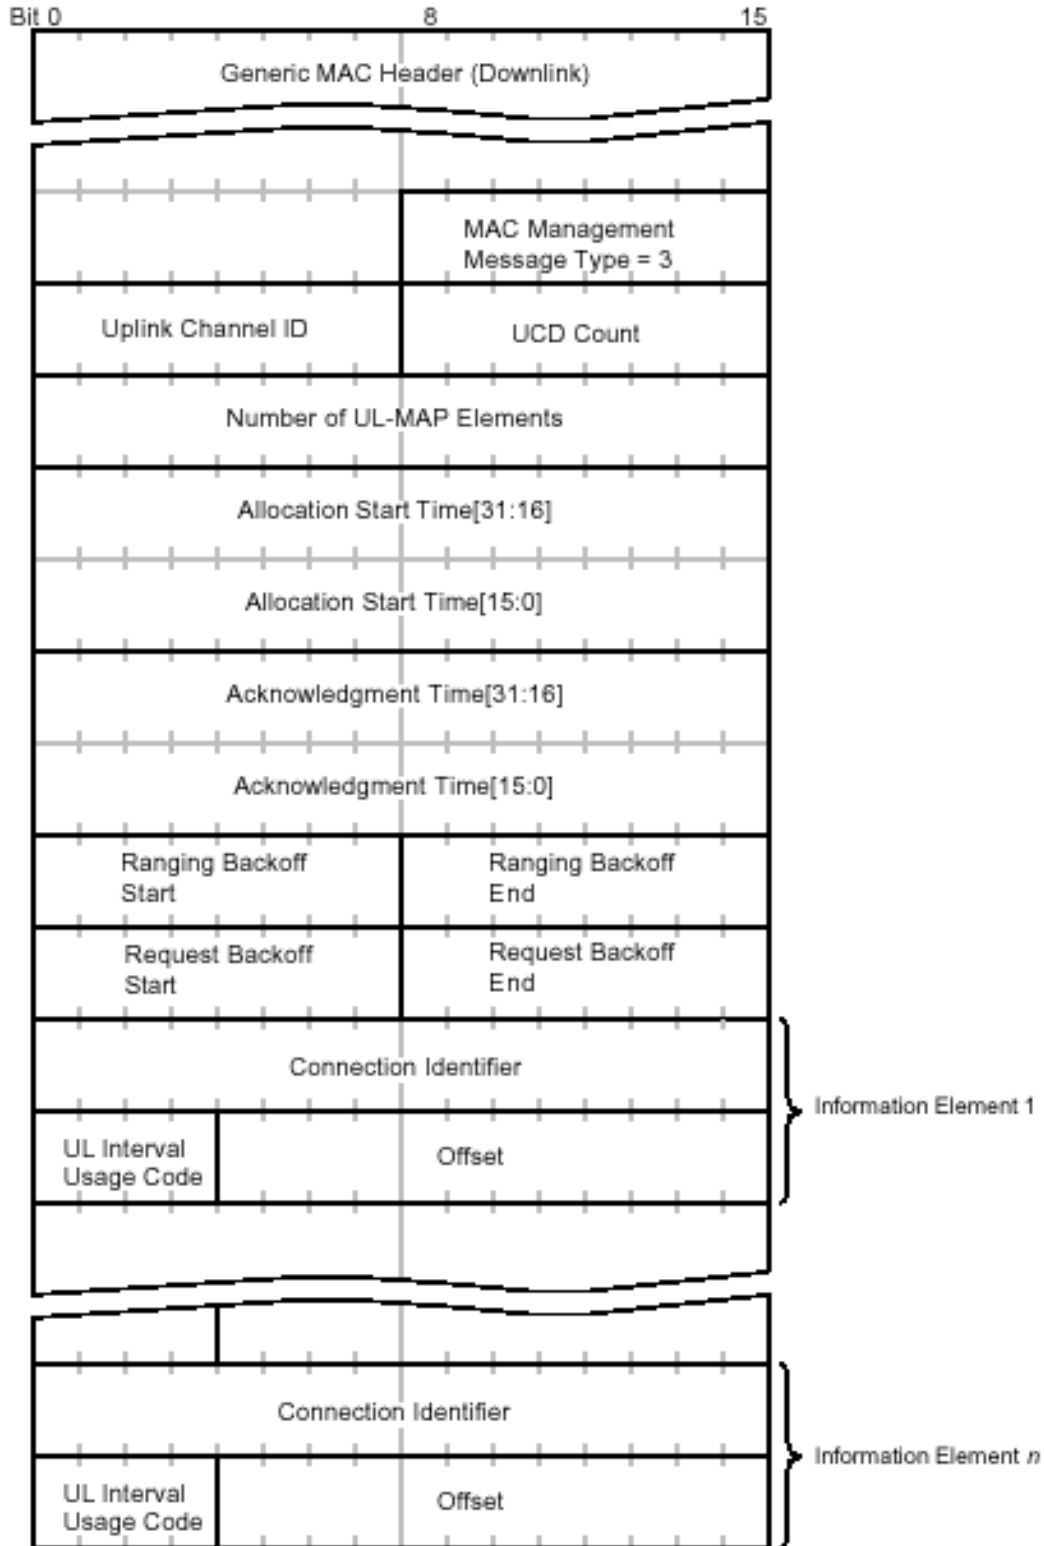 Bit 0 8 15
Generic MAC Header (Downlink)
MAC Management
Message Type = 3
Uplink Channel ID
UCD Count
Number of UL-MAP Elements
Allocation Start Time[31:16]
Allocation Start Time[15:0]
Acknowledgment Time[31:16]
Acknowledgment Time[15:0]
Ranging Backoff
Start
Ranging Backoff
End
Request Backoff
Start
Request Backoff
End
Connection Identifier
Information Element 1
UL Interval
Usage Code
Offset
Connection Identifier
Information Element n
UL Interval
Usage Code
Offset